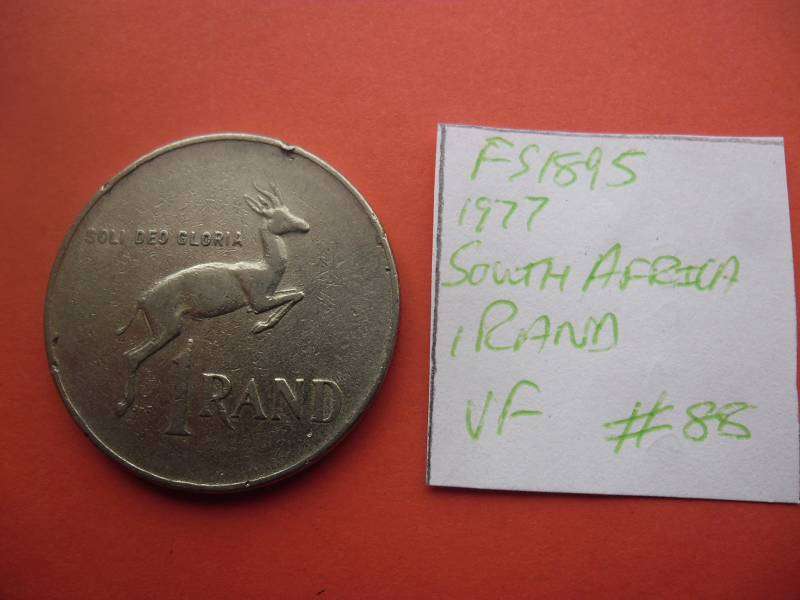 SOLI DEO GLORIA
1 RAND
FS1895
1977
SOUTH AFRICA
1 RAND
VF #88